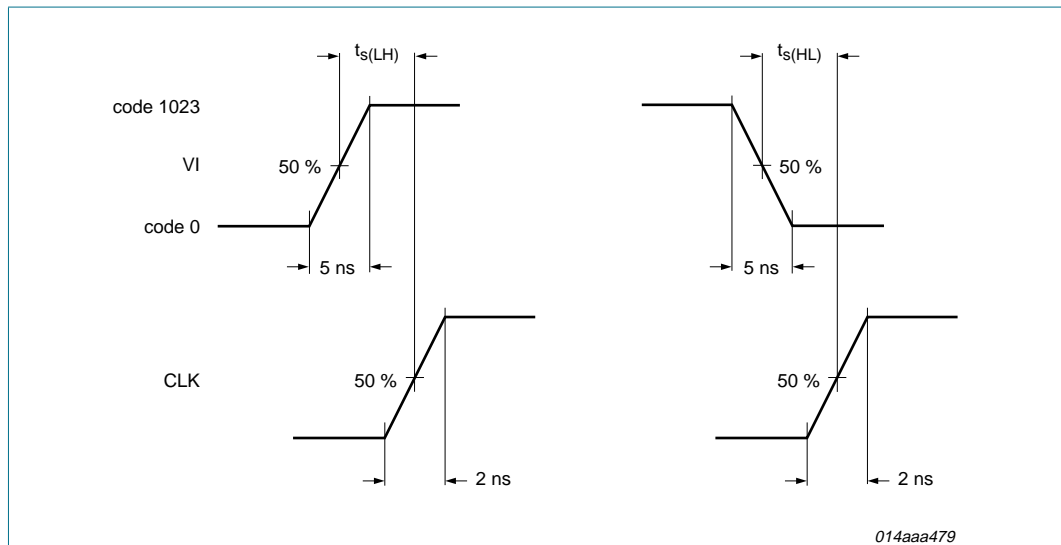 ts(LH)
ts(HL)
code 1023
VI
50 %
50 %
code 0
5 ns
5 ns
CLK
50 %
50 %
2 ns
2 ns
014aaa479